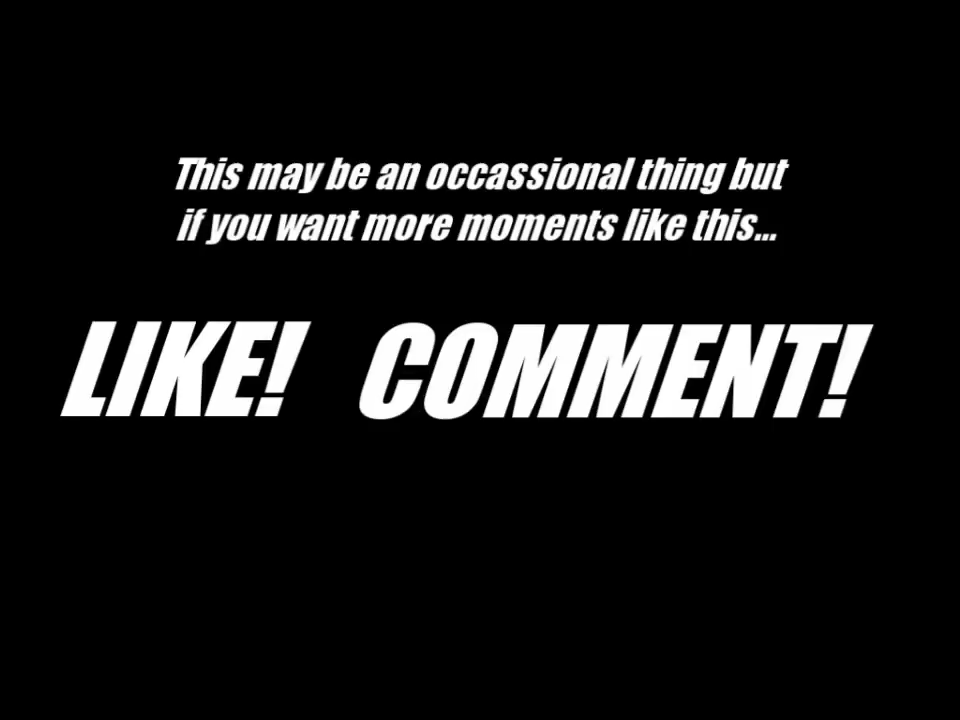 This may be an occassional thing but
if you want more moments like this...
LIKE! COMMENT!